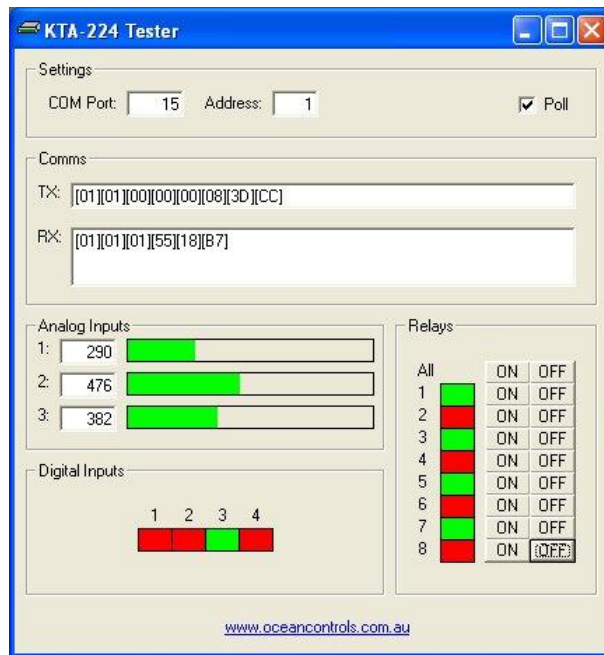 KTA-224 Tester
Settings
COM Port: 15 Address: 1 Poll
Comms
TX: [01][01][00][00][00][08][3D][CC]
RX: [01][01][01][55][18][B7]
Analog Inputs
1: 290
2: 476
3: 382
Digital Inputs
1 2 3 4
Relays
All ON OFF
1 ON OFF
2 ON OFF
3 ON OFF
4 ON OFF
5 ON OFF
6 ON OFF
7 ON OFF
8 ON OFF
www.oceancontrols.com.au